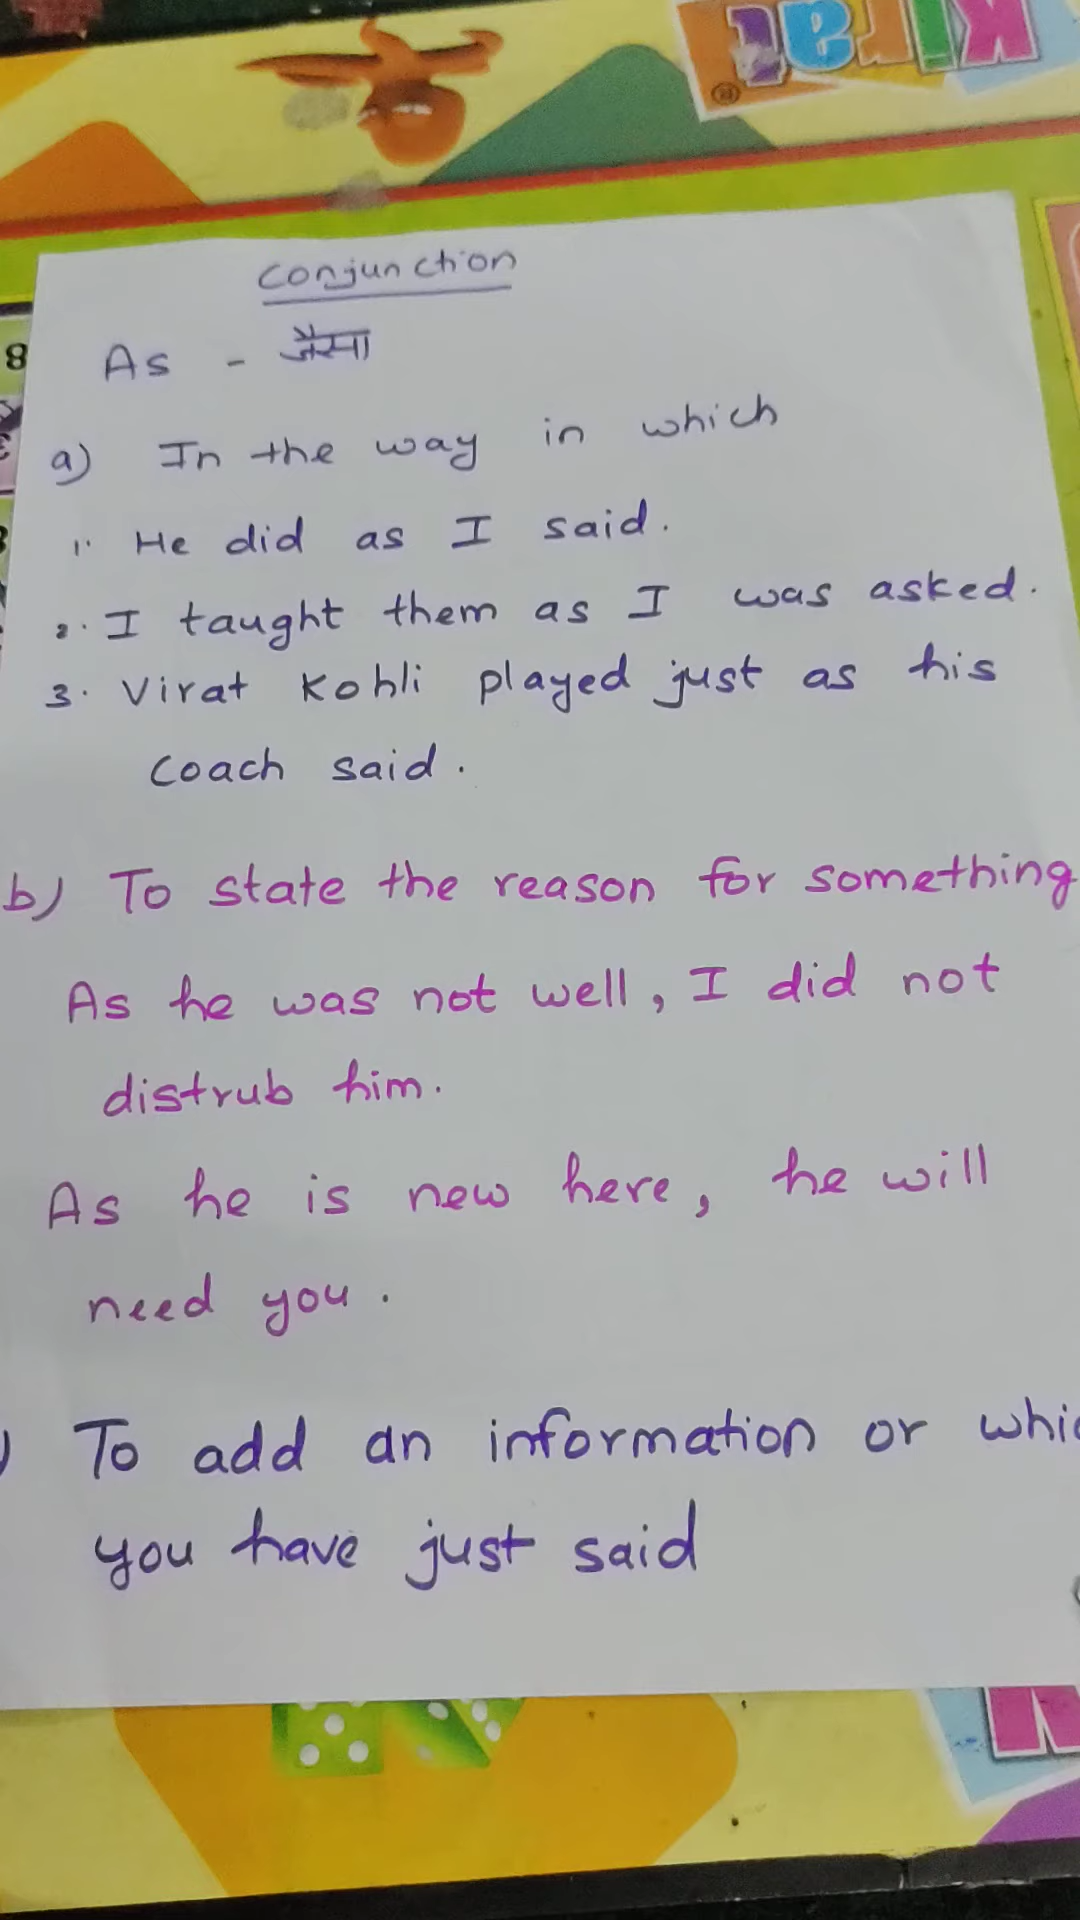 Kirat
conjunction
As - जैसा
a) In the way in which
1. He did as I said.
2. I taught them as I was asked.
3. Virat Kohli played just as his
coach said.
b) To state the reason for something
As he was not well, I did not
distrub him.
As he is new here, he will
need you.
) To add an information or whic
you have just said
8